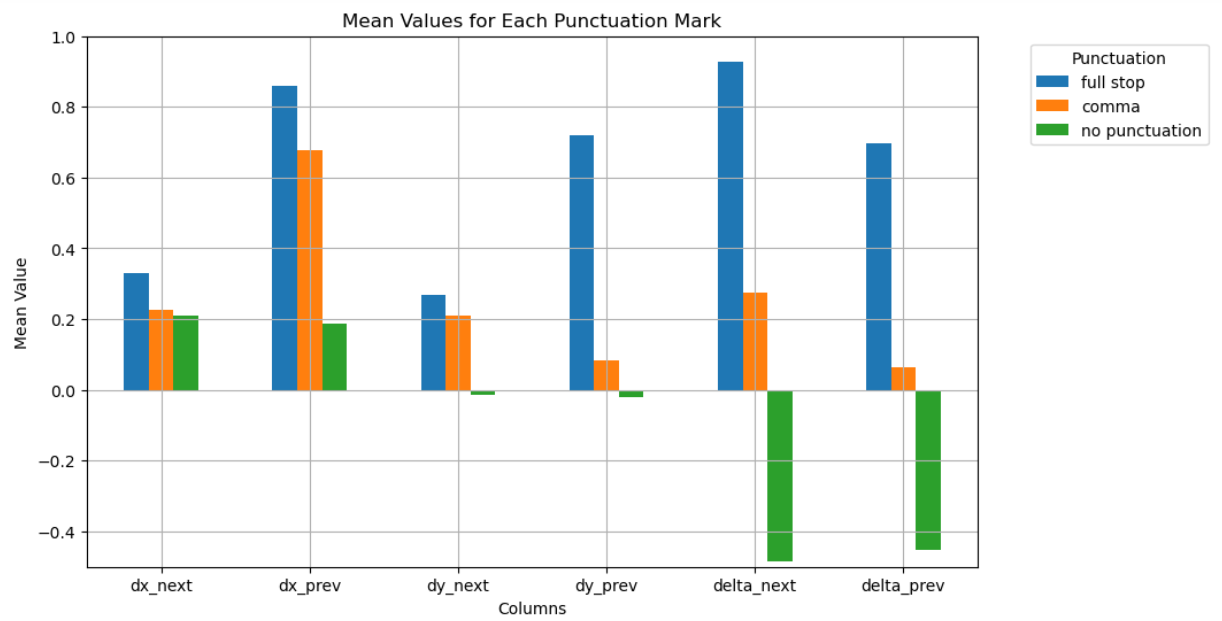 Mean Values for Each Punctuation Mark
Punctuation
full stop
comma
no punctuation
Mean Value
1.0
0.8
0.6
0.4
0.2
0.0
−0.2
−0.4
dx_next dx_prev dy_next dy_prev delta_next delta_prev
Columns